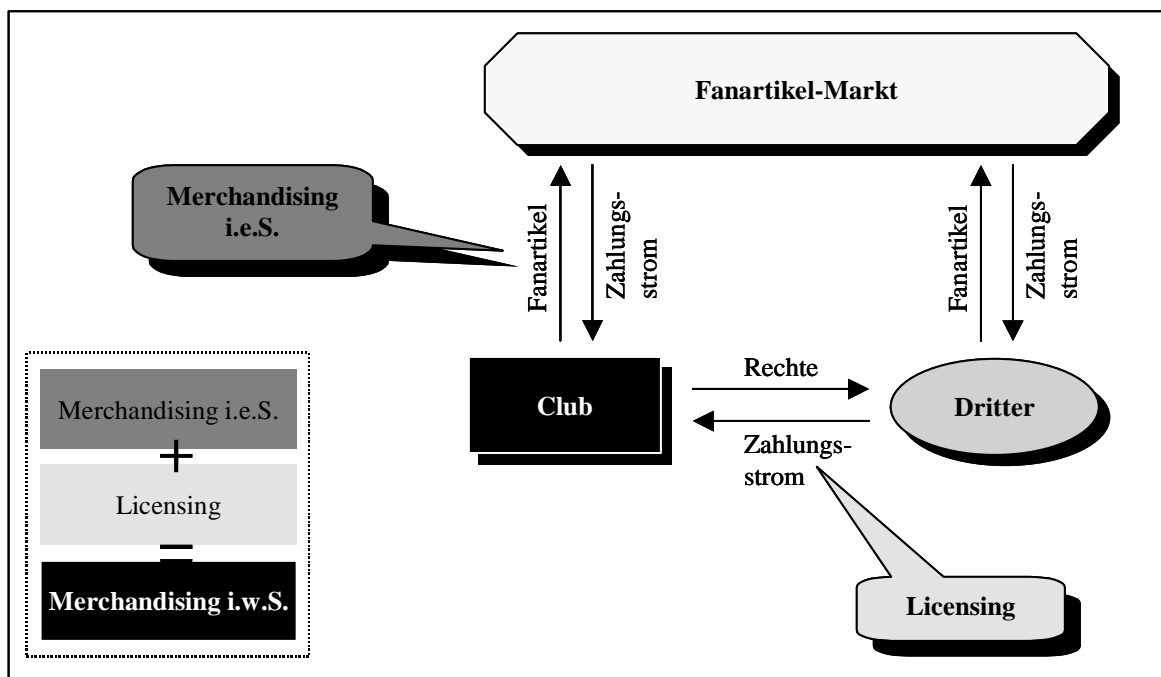 Fanartikel-Markt
Merchandising
i.e.S.
Fanartikel
Zahlungs-
strom
Fanartikel
Zahlungs-
strom
Club
Rechte
Zahlungs-
strom
Dritter
Merchandising i.e.S.
+
Licensing
=
Merchandising i.w.S.
Licensing